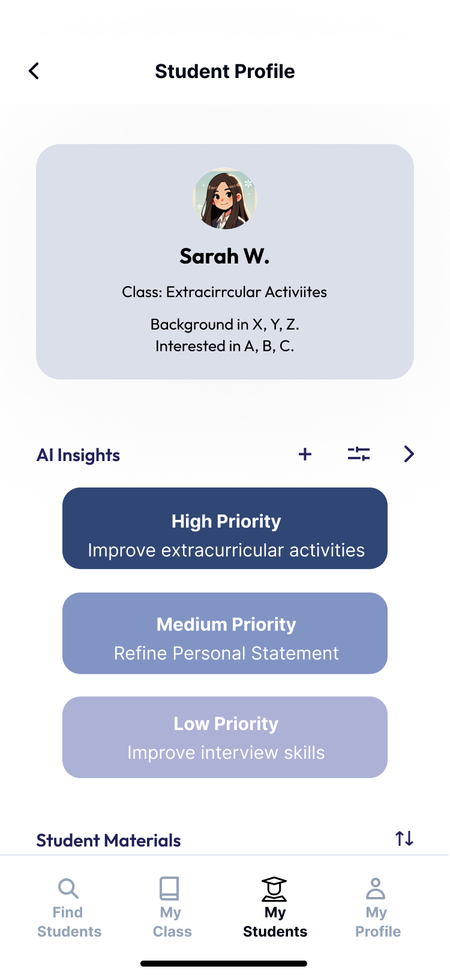 Student Profile
Sarah W.
Class: Extracirrcular Activiites
Background in X, Y, Z.
Interested in A, B, C.
AI Insights
High Priority
Improve extracurricular activities
Medium Priority
Refine Personal Statement
Low Priority
Improve interview skills
Student Materials
Find
Students
My
Class
My
Students
My
Profile